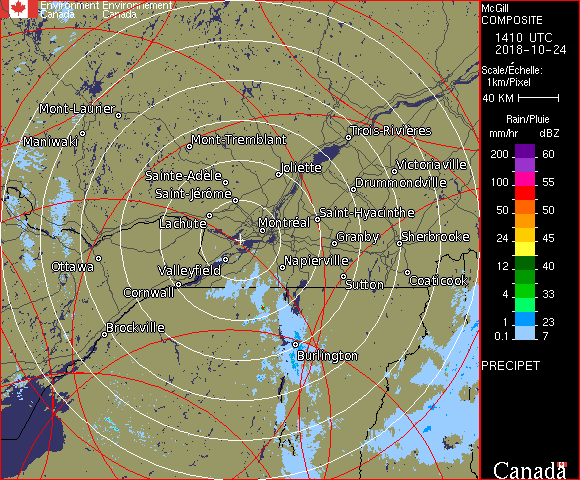 Environment Environnement
Canada Canada
McGill
COMPOSITE
1410 UTC
2018-10-24
Scale/Échelle:
1km/Pixel
40 KM
Rain/Pluie
mm/hr dBZ
200 60
100 55
50 50
24 45
12 40
4 33
1 23
0.1 7
PRECIPET
Canada
Mont-Laurier
Maniwaki
Mont-Tremblant
Trois-Rivières
Joliette
Victoriaville
Sainte-Adèle
Drummondville
Saint-Jérôme
Saint-Hyacinthe
Lachute
Montréal
Granby
Sherbrooke
Ottawa
Valleyfield
Napierville
Cornwall
Sutton
Coaticook
Brockville
Burlington